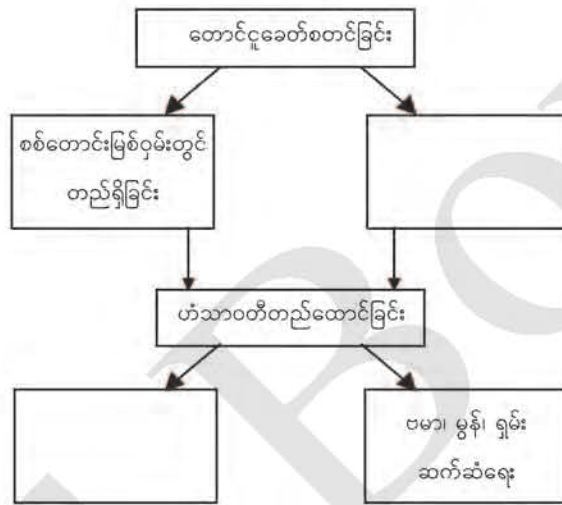 တောင်ငူခေတ်စတင်ခြင်း
စစ်တောင်းမြစ်ဝှမ်းတွင်
တည်ရှိခြင်း
ဟံသာဝတီတည်ထောင်ခြင်း
ဗမာ၊ မွန်၊ ရှမ်း
ဆက်ဆံရေး